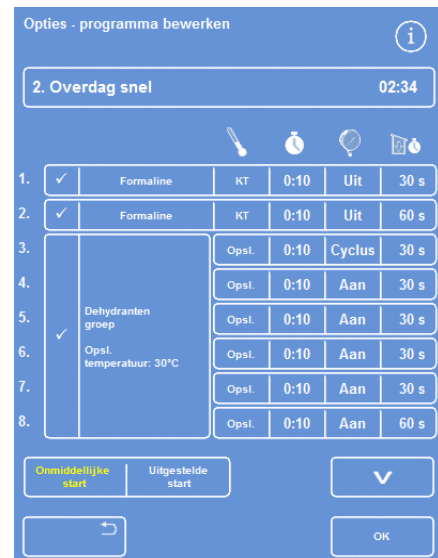 Opties - programma bewerken
i
2. Overdag snel 02:34
1. ✓ Formaline KT 0:10 Uit 30 s
2. ✓ Formaline KT 0:10 Uit 60 s
3. Opsl. 0:10 Cyclus 30 s
4. Opsl. 0:10 Aan 30 s
Dehydranten
5. groep Opsl. 0:10 Aan 30 s
✓
6. Opsl. Opsl. 0:10 Aan 30 s
temperatuur: 30°C
7. Opsl. 0:10 Aan 30 s
8. Opsl. 0:10 Aan 60 s
Onmiddellijke Uitgestelde
start start
OK